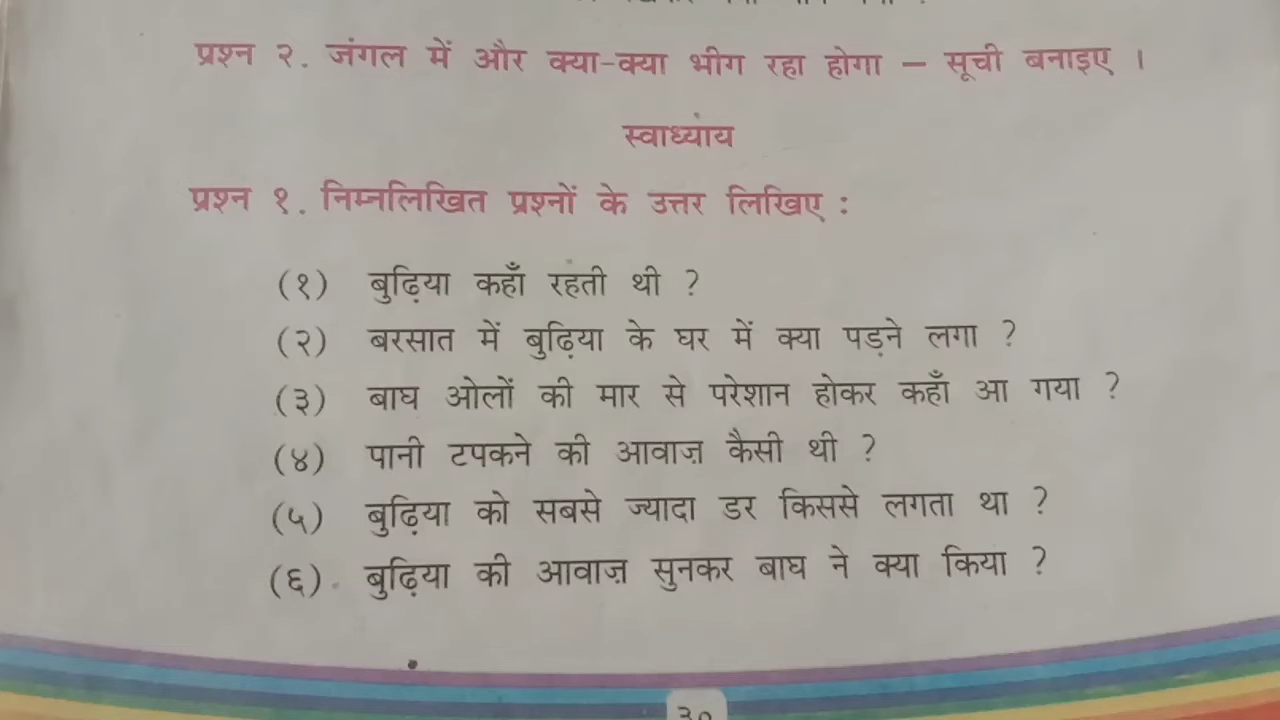 प्रश्न २. जंगल में और क्या-क्या भीग रहा होगा – सूची बनाइए ।
स्वाध्याय
प्रश्न १. निम्नलिखित प्रश्नों के उत्तर लिखिए :
(१) बुढ़िया कहाँ रहती थी ?
(२) बरसात में बुढ़िया के घर में क्या पड़ने लगा ?
(३) बाघ ओलों की मार से परेशान होकर कहाँ आ गया ?
(४) पानी टपकने की आवाज़ कैसी थी ?
(५) बुढ़िया को सबसे ज्यादा डर किससे लगता था ?
(६) बुढ़िया की आवाज़ सुनकर बाघ ने क्या किया ?